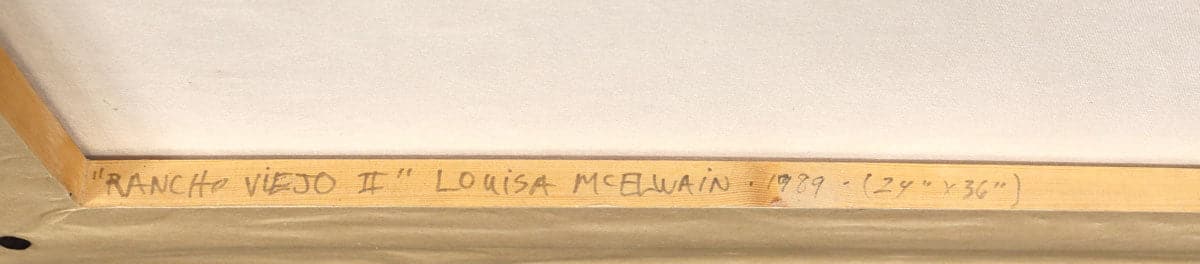 "RANCHO VIEJO II" LOUISA MCELWAIN · 1989 · (24" X 36")